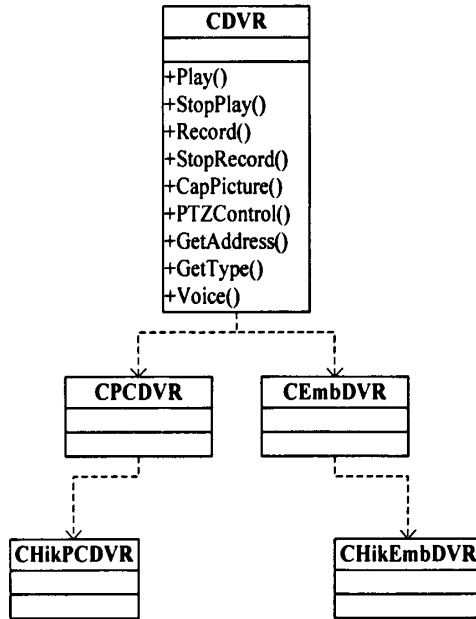 CDVR
+Play()
+StopPlay()
+Record()
+StopRecord()
+CapPicture()
+PTZControl()
+GetAddress()
+GetType()
+Voice()
CPCDVR
CEmbDVR
CHikPCDVR
CHikEmbDVR